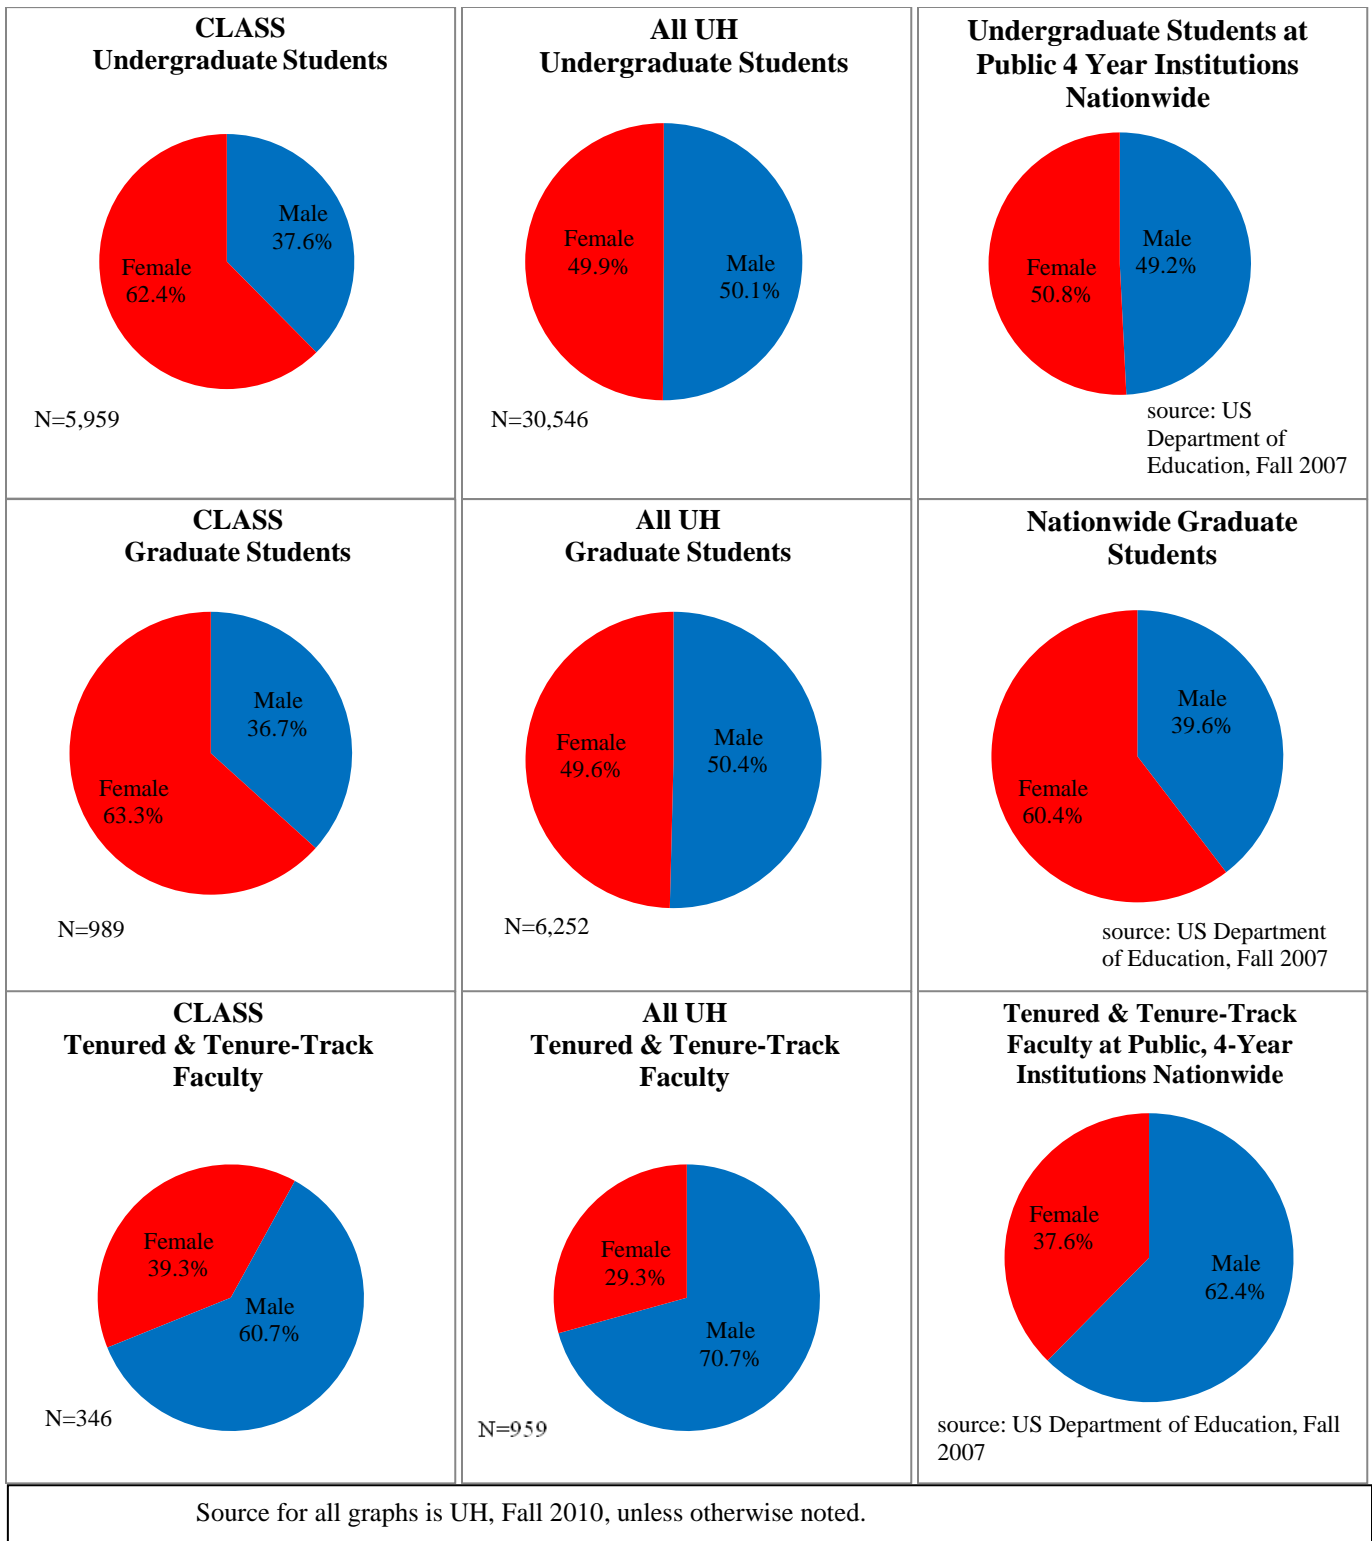 CLASS
Undergraduate Students
Male
37.6%
Female
62.4%
N=5,959
All UH
Undergraduate Students
Female
49.9%
Male
50.1%
N=30,546
Undergraduate Students at
Public 4 Year Institutions
Nationwide
Male
49.2%
Female
50.8%
source: US
Department of
Education, Fall 2007
CLASS
Graduate Students
Male
36.7%
Female
63.3%
N=989
All UH
Graduate Students
Female
49.6%
Male
50.4%
N=6,252
Nationwide Graduate
Students
Male
39.6%
Female
60.4%
source: US Department
of Education, Fall 2007
CLASS
Tenured & Tenure-Track
Faculty
Female
39.3%
Male
60.7%
N=346
All UH
Tenured & Tenure-Track
Faculty
Female
29.3%
Male
70.7%
N=959
Tenured & Tenure-Track
Faculty at Public, 4-Year
Institutions Nationwide
Female
37.6%
Male
62.4%
source: US Department of Education, Fall
2007
Source for all graphs is UH, Fall 2010, unless otherwise noted.